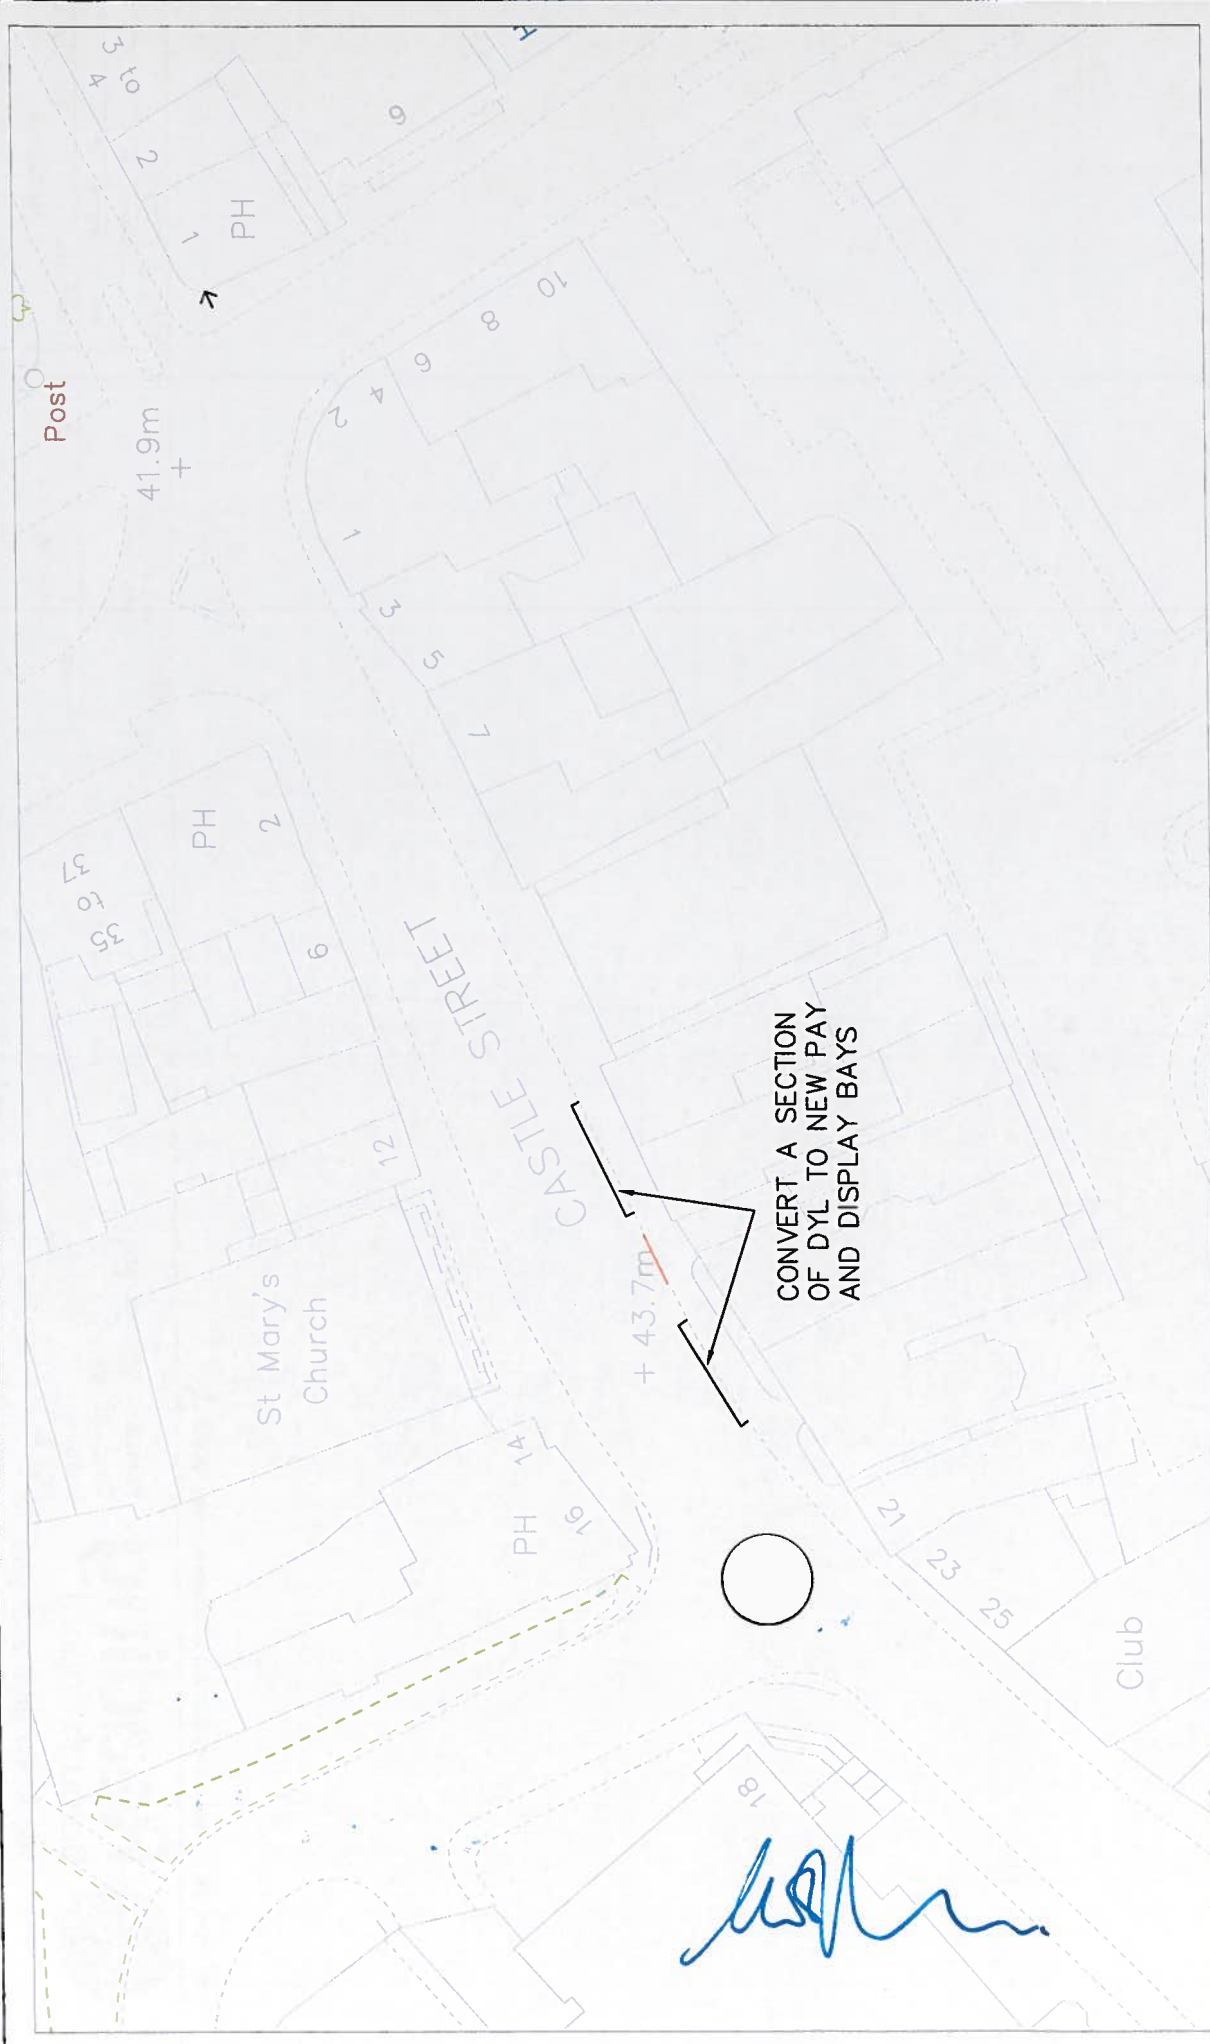 3 to
4
2
1
PH
6
Post
41.9m
2
4
6
8
10
1
3
5
7
35 to 37
PH
2
6
CASTLE STREET
12
St Mary's
Church
43.7m
CONVERT A SECTION
OF DYL TO NEW PAY
AND DISPLAY BAYS
PH
14
16
21
23
25
Club
18